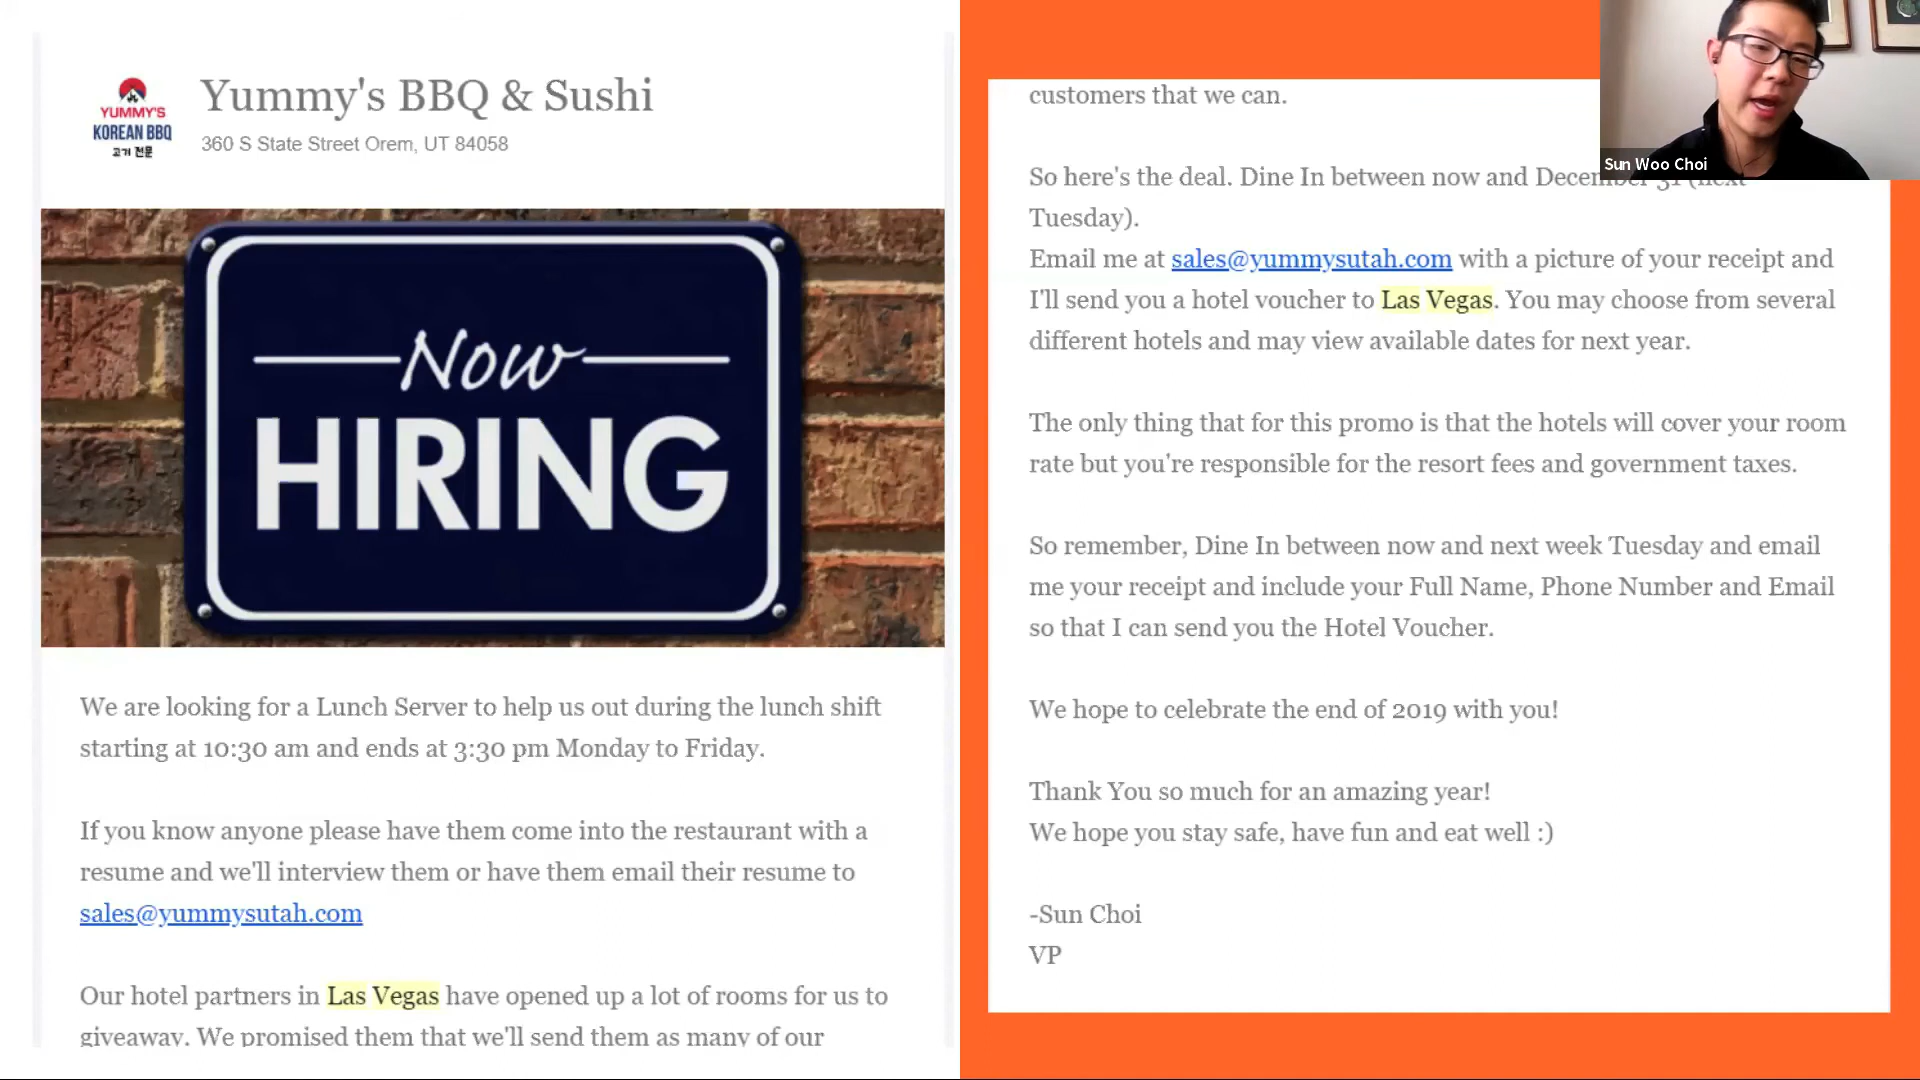 Yummy's BBQ & Sushi
360 S State Street Orem, UT 84058
YUMMY'S
KOREAN BBQ
고기 전문
Now
HIRING
We are looking for a Lunch Server to help us out during the lunch shift
starting at 10:30 am and ends at 3:30 pm Monday to Friday.
If you know anyone please have them come into the restaurant with a
resume and we'll interview them or have them email their resume to
sales@yummysutah.com
Our hotel partners in Las Vegas have opened up a lot of rooms for us to
giveaway. We promised them that we'll send them as many of our
customers that we can.
So here's the deal. Dine In between now and December 31 (next
Tuesday).
Email me at sales@yummysutah.com with a picture of your receipt and
I'll send you a hotel voucher to Las Vegas. You may choose from several
different hotels and may view available dates for next year.
The only thing that for this promo is that the hotels will cover your room
rate but you're responsible for the resort fees and government taxes.
So remember, Dine In between now and next week Tuesday and email
me your receipt and include your Full Name, Phone Number and Email
so that I can send you the Hotel Voucher.
We hope to celebrate the end of 2019 with you!
Thank You so much for an amazing year!
We hope you stay safe, have fun and eat well :)
-Sun Choi
VP
Sun Woo Choi